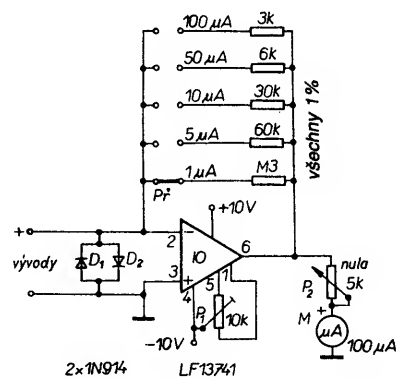 100 μA 3k
50 μA 6k
10 μA 30k
5 μA 60k
1 μA M3
Př
všechny 1%
+10V
+
2 −
IO
6
D₁ D₂
vývody
3 +
5 1
P₁
10k
−10V
nula
P₂ 5k
M +
μA
100 μA
2×1N914 LF13741